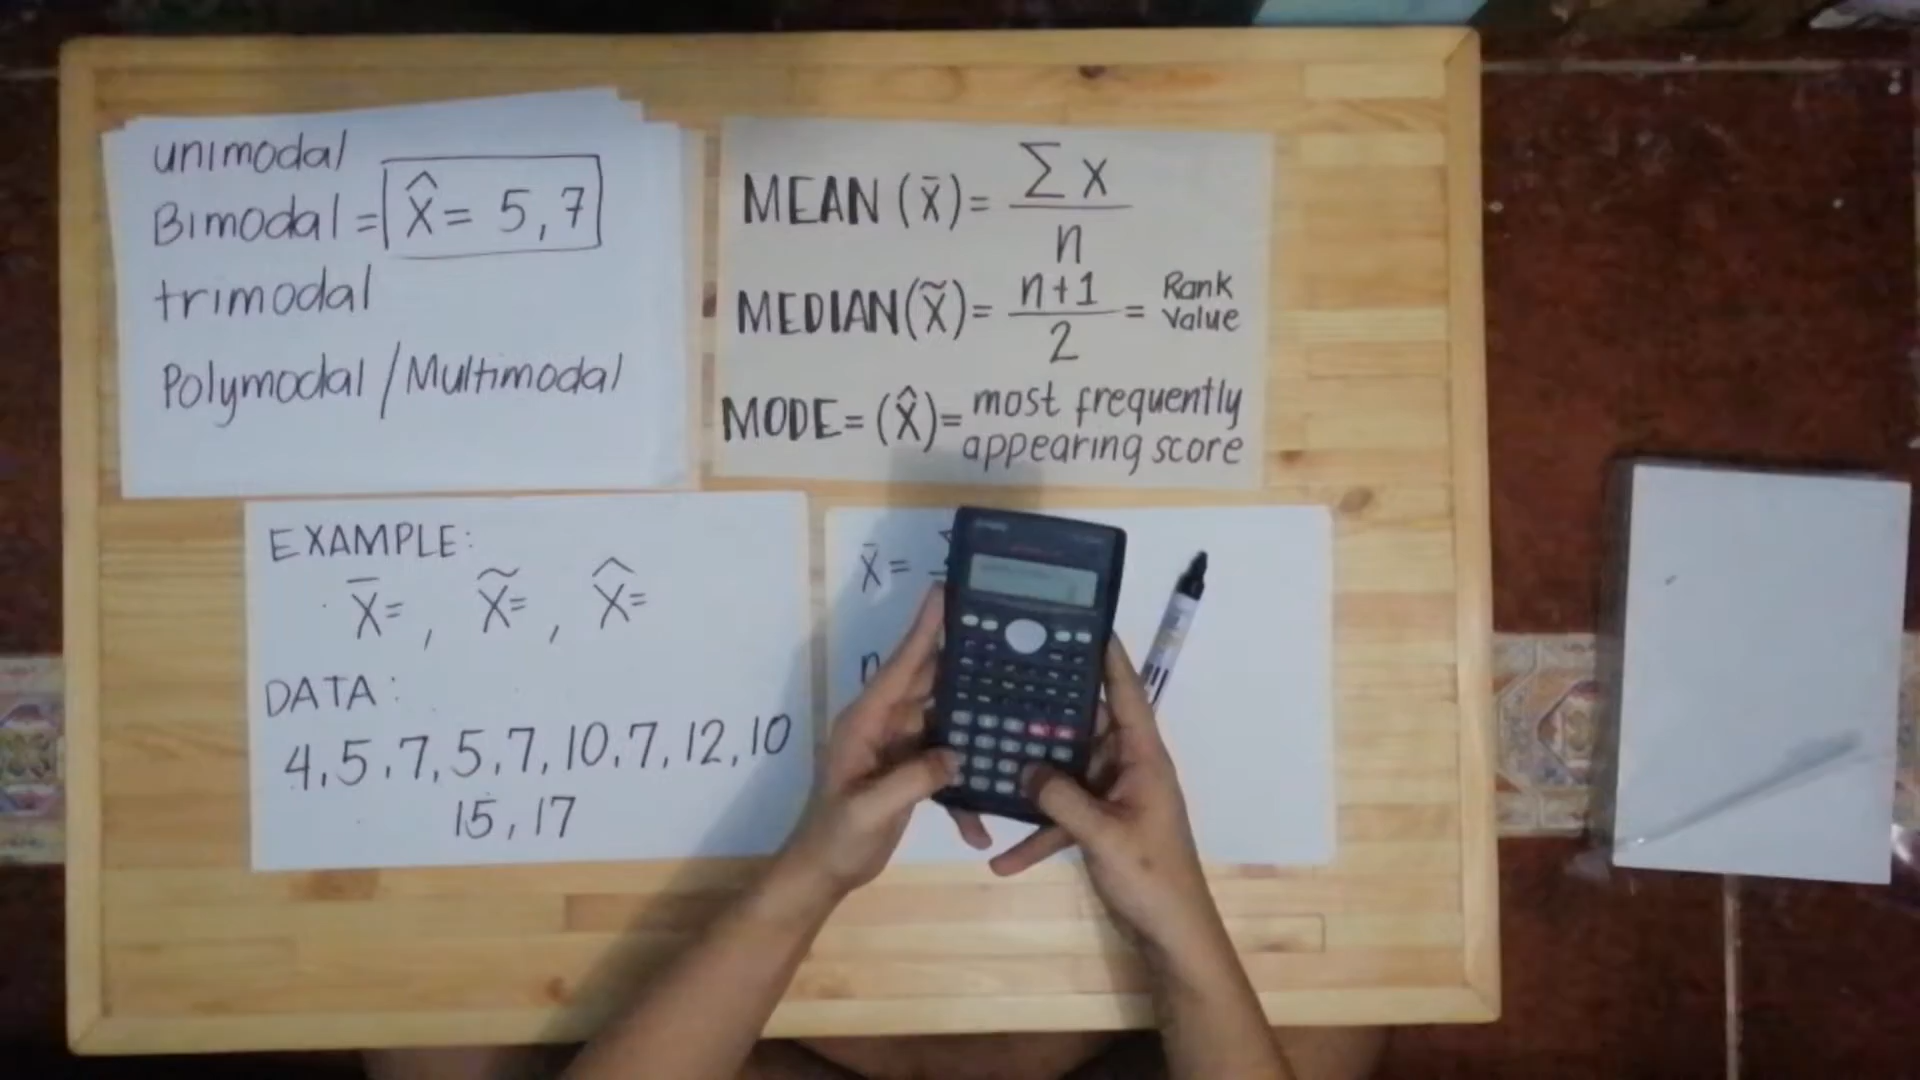 unimodal
Bimodal = X̂ = 5, 7
trimodal
Polymodal / Multimodal
MEAN (x̄) = ∑x
n
MEDIAN (x̃) = n+1 = Rank Value
2
MODE = (x̂) = most frequently
appearing score
EXAMPLE:
X̄= , X̃= , X̂=
DATA:
4, 5, 7, 5, 7, 10, 7, 12, 10
15, 17
X̄ =